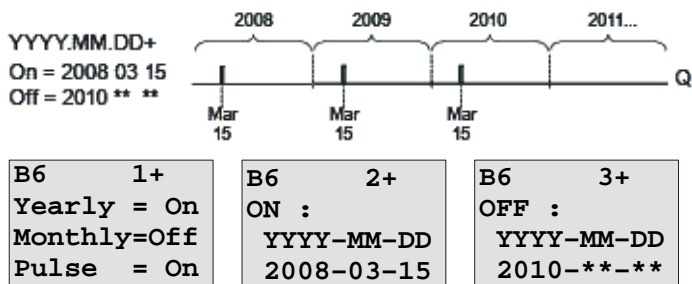 2008 2009 2010 2011...
YYYY.MM.DD+
On = 2008 03 15
Off = 2010 ** **
Q
Mar Mar Mar
15 15 15
B6 1+
Yearly = On
Monthly=Off
Pulse = On
B6 2+
ON :
YYYY-MM-DD
2008-03-15
B6 3+
OFF :
YYYY-MM-DD
2010-**-**